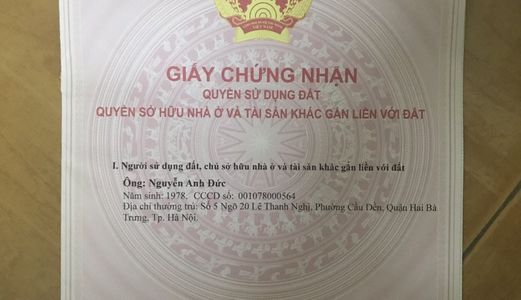 GIẤY CHỨNG NHẬN
QUYỀN SỬ DỤNG ĐẤT
QUYỀN SỞ HỮU NHÀ Ở VÀ TÀI SẢN KHÁC GẮN LIỀN VỚI ĐẤT
I. Người sử dụng đất, chủ sở hữu nhà ở và tài sản khác gắn liền với đất
Ông: Nguyễn Anh Đức
Năm sinh: 1978, CCCD số: 001078000564
Địa chỉ thường trú: Số 5 Ngõ 20 Lê Thanh Nghị, Phường Cầu Dền, Quận Hai Bà
Trưng, Tp. Hà Nội.